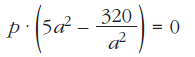 p · (5a² − 320/a²) = 0